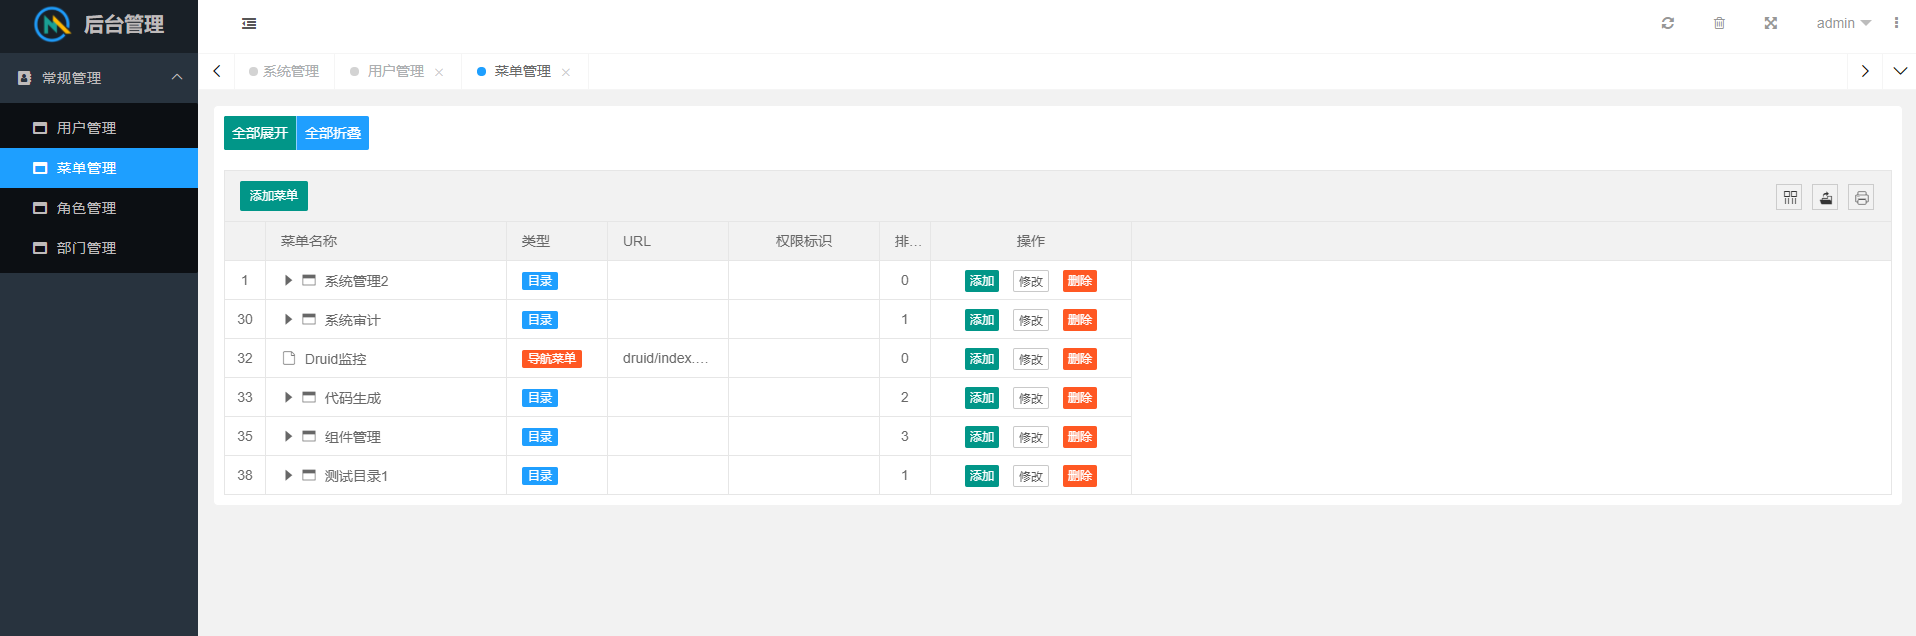 后台管理
admin
常规管理
系统管理 用户管理 菜单管理
用户管理
菜单管理
角色管理
部门管理
全部展开 全部折叠
添加菜单
菜单名称 类型 URL 权限标识 排... 操作
1 系统管理2 目录 0 添加 修改 删除
30 系统审计 目录 1 添加 修改 删除
32 Druid监控 导航菜单 druid/index.... 0 添加 修改 删除
33 代码生成 目录 2 添加 修改 删除
35 组件管理 目录 3 添加 修改 删除
38 测试目录1 目录 1 添加 修改 删除